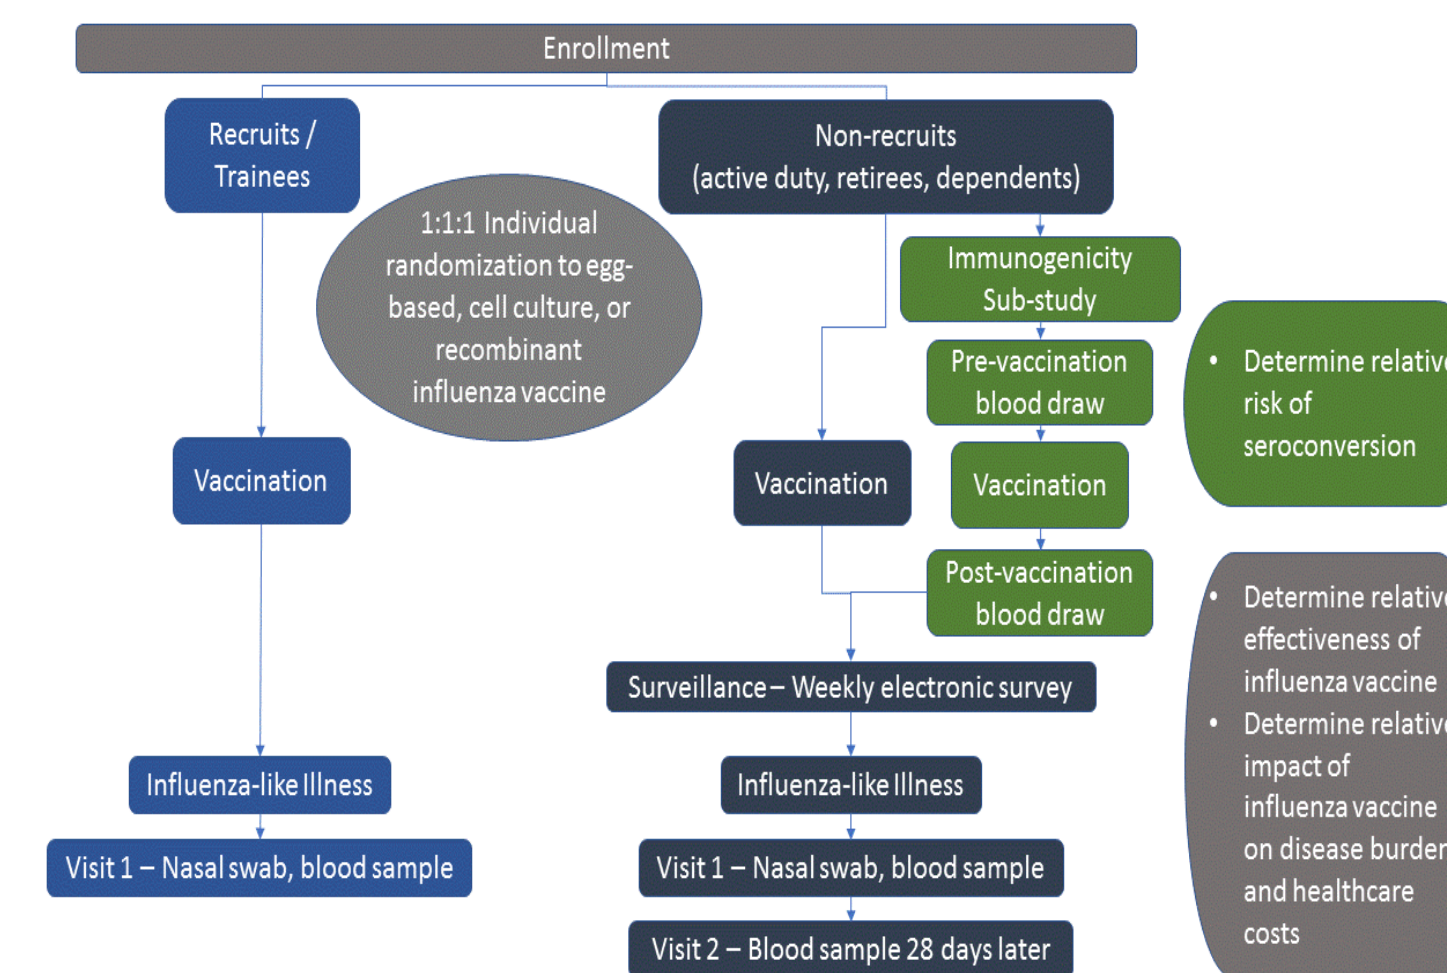 Enrollment
Recruits /
Trainees
Non-recruits
(active duty, retirees, dependents)
1:1:1 Individual
randomization to egg-
based, cell culture, or
recombinant
influenza vaccine
Immunogenicity
Sub-study
Pre-vaccination
blood draw
• Determine relative
risk of
seroconversion
Vaccination
Vaccination
Vaccination
Post-vaccination
blood draw
• Determine relative
effectiveness of
influenza vaccine
• Determine relative
impact of
influenza vaccine
on disease burden
and healthcare
costs
Surveillance – Weekly electronic survey
Influenza-like Illness
Influenza-like Illness
Visit 1 – Nasal swab, blood sample
Visit 1 – Nasal swab, blood sample
Visit 2 – Blood sample 28 days later